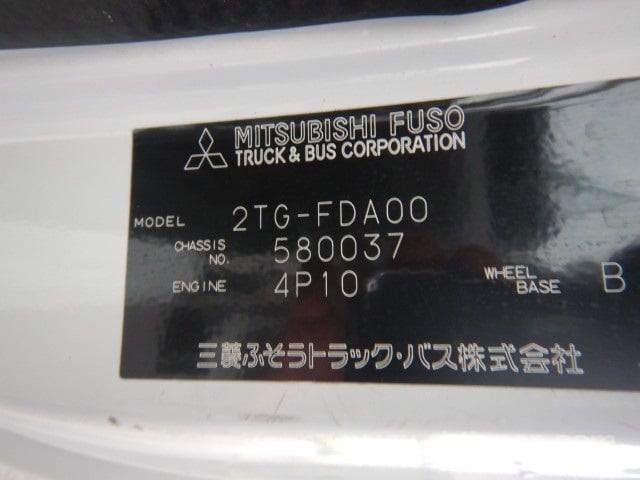 MITSUBISHI FUSO
TRUCK & BUS CORPORATION
MODEL 2TG-FDA00
CHASSIS NO. 580037
ENGINE 4P10 WHEEL BASE B
三菱ふそうトラック・バス株式会社